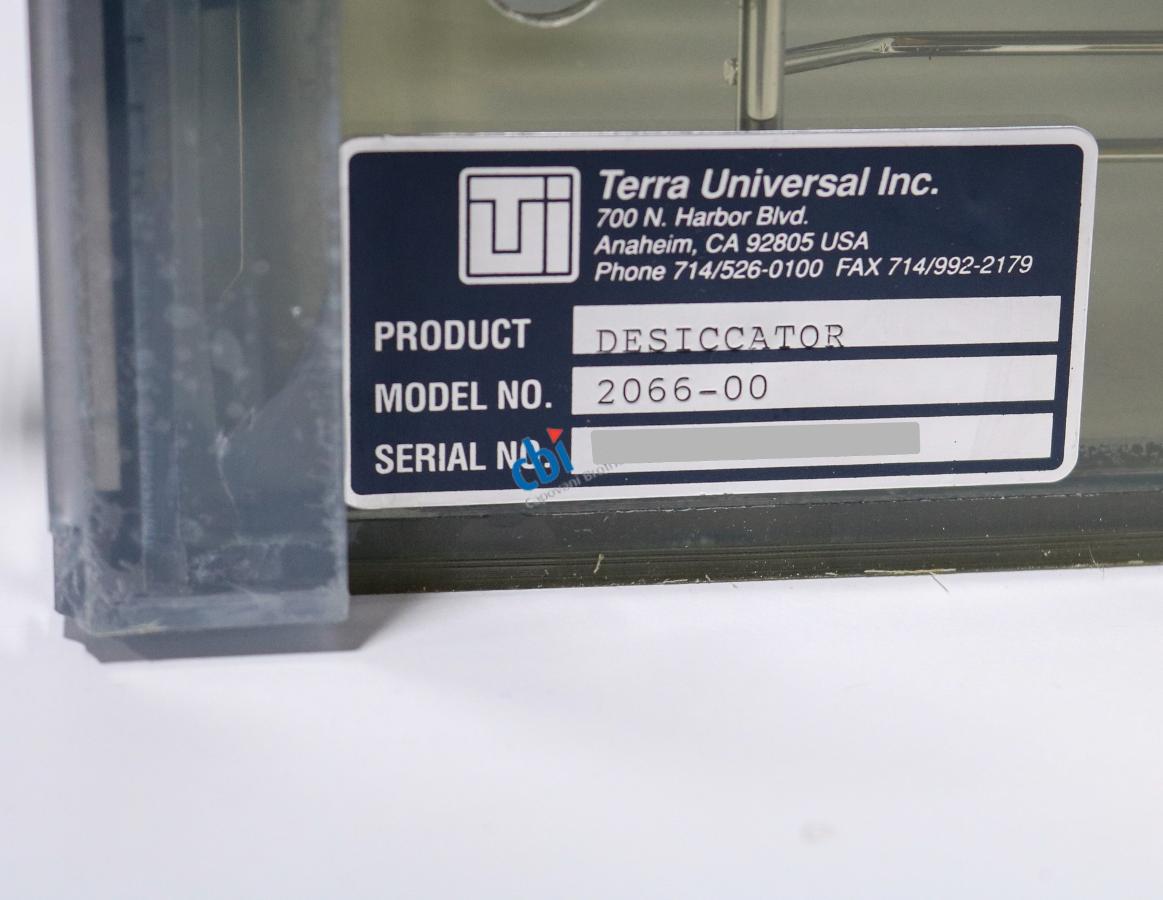 Ti
Terra Universal Inc.
700 N. Harbor Blvd.
Anaheim, CA 92805 USA
Phone 714/526-0100 FAX 714/992-2179
PRODUCT DESICCATOR
MODEL NO. 2066-00
SERIAL NO.
cbi
Capovani